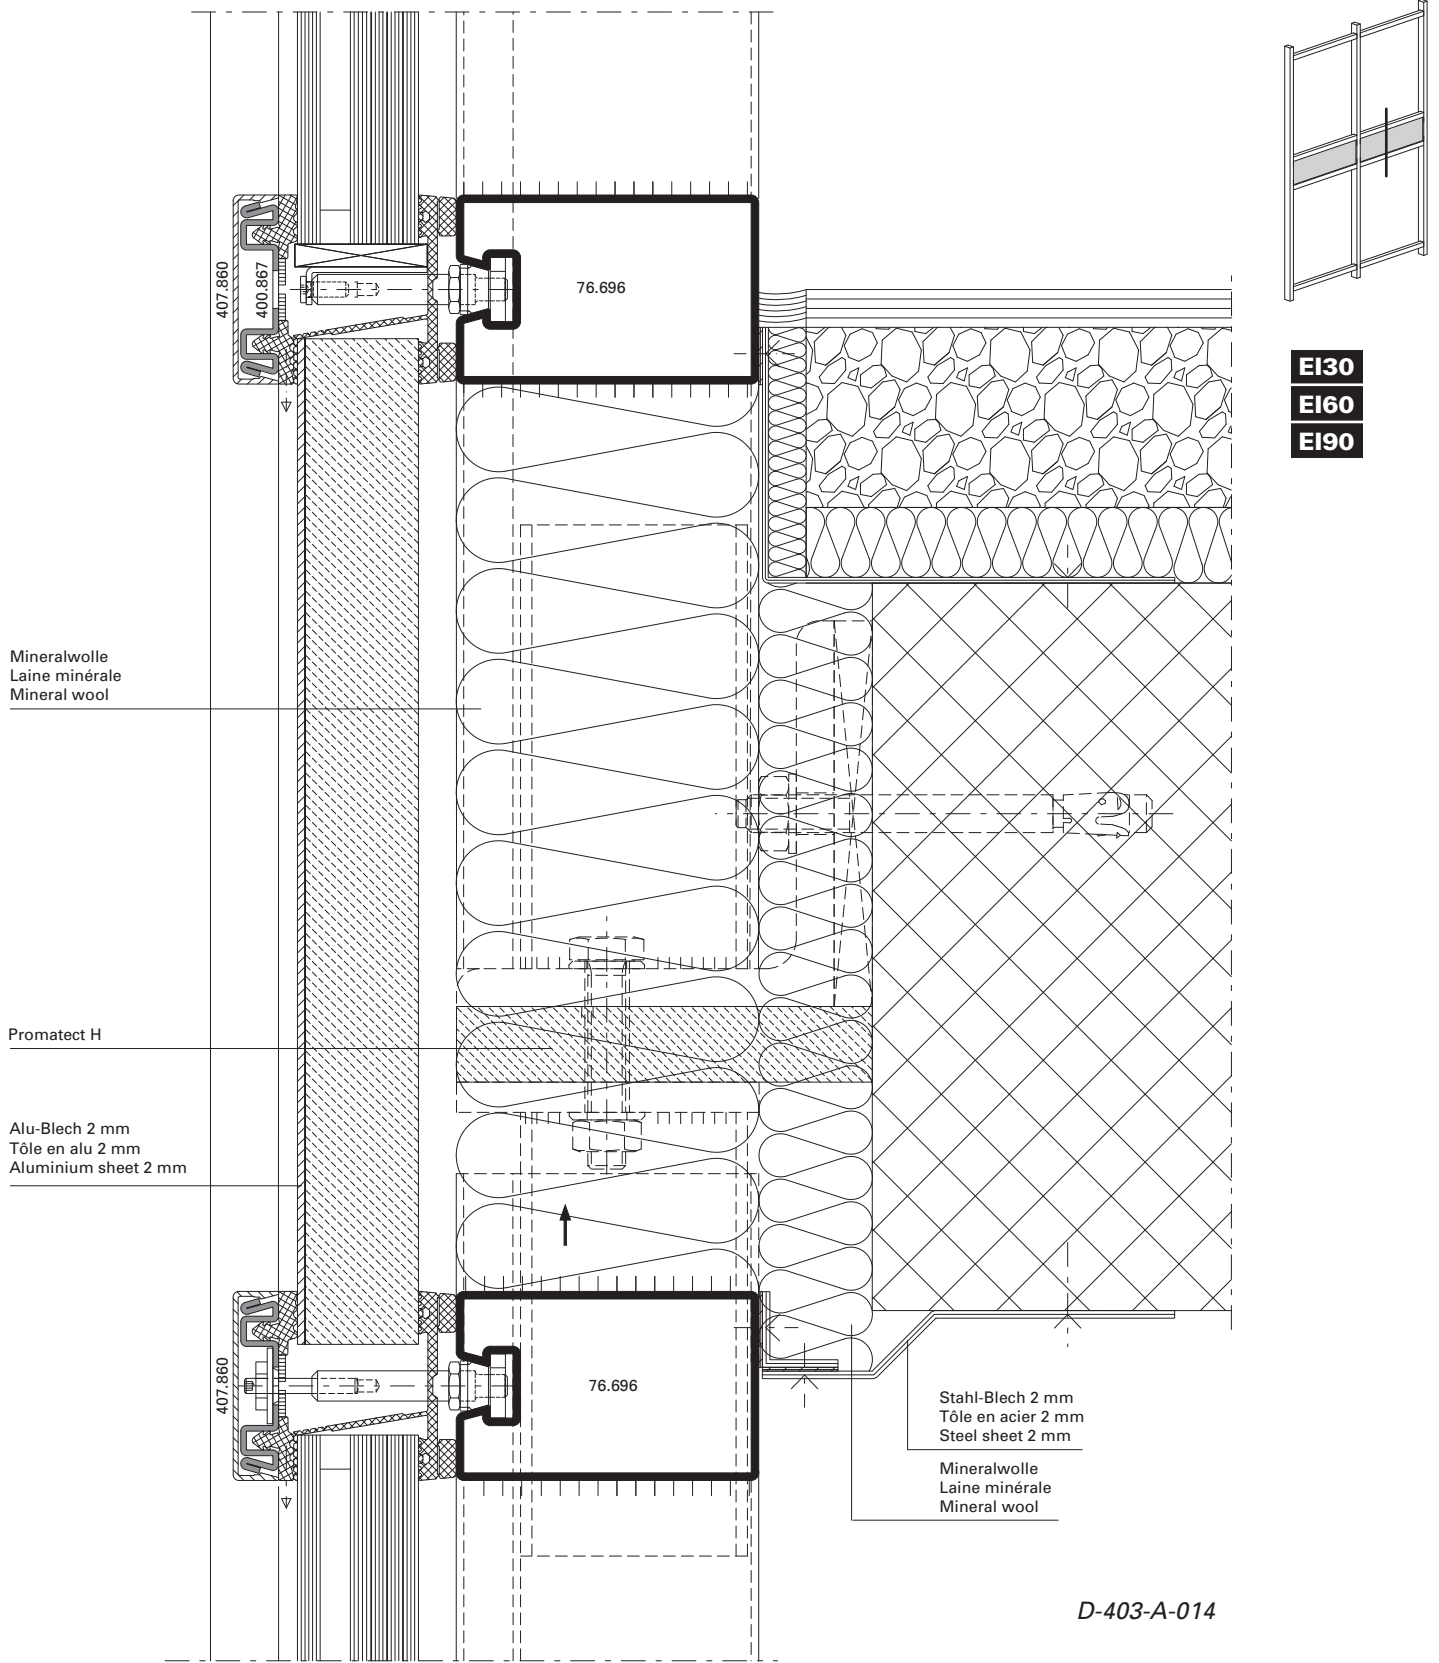 407.860
400.867
76.696
EI30
EI60
EI90
Mineralwolle
Laine minérale
Mineral wool
Promatect H
Alu-Blech 2 mm
Tôle en alu 2 mm
Aluminium sheet 2 mm
407.860
76.696
Stahl-Blech 2 mm
Tôle en acier 2 mm
Steel sheet 2 mm
Mineralwolle
Laine minérale
Mineral wool
D-403-A-014